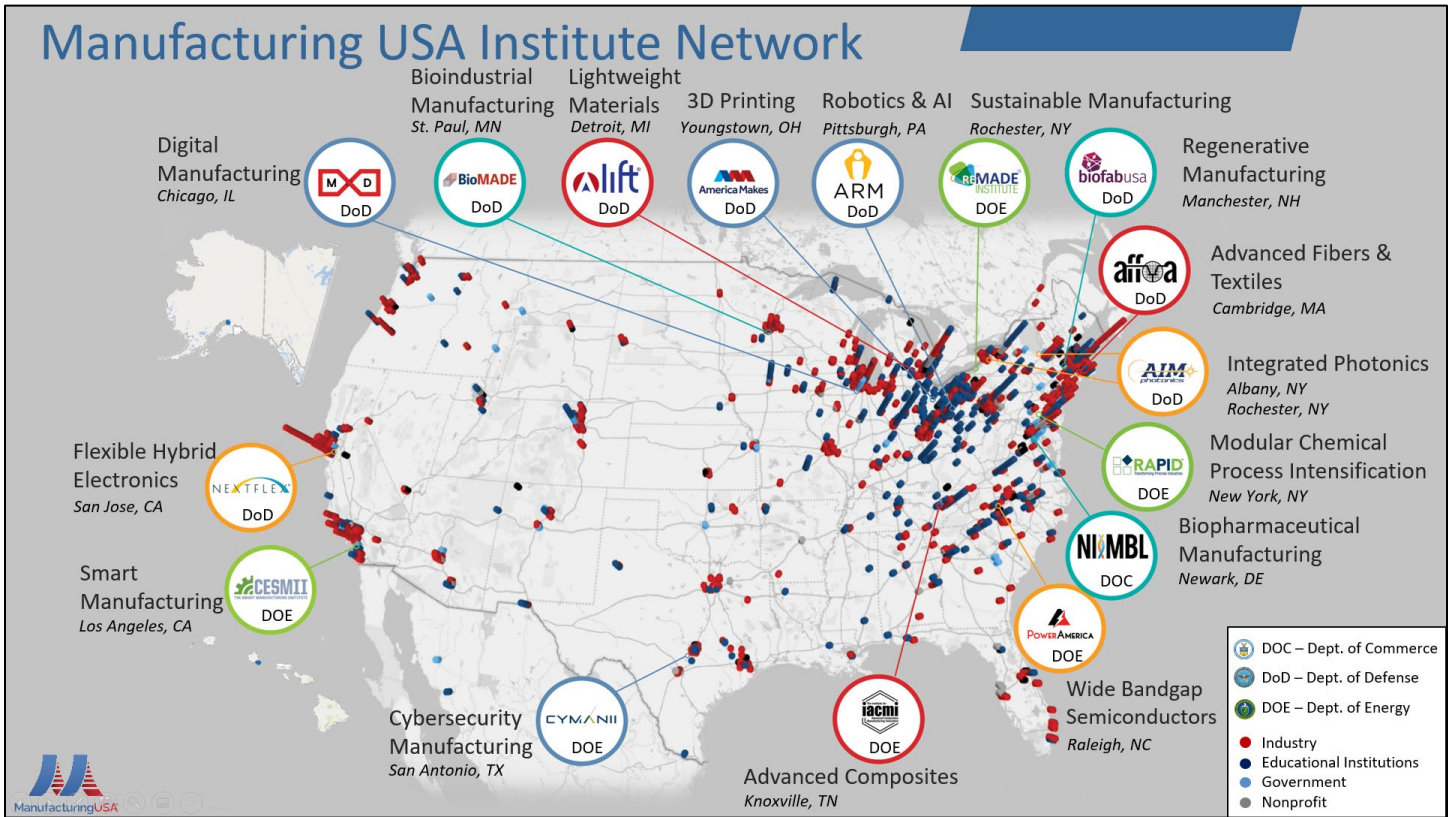 Manufacturing USA Institute Network
Digital
Manufacturing
Chicago, IL
M D
DoD
Bioindustrial
Manufacturing
St. Paul, MN
BioMADE
DoD
Lightweight
Materials
Detroit, MI
lift
DoD
3D Printing
Youngstown, OH
America Makes
DoD
Robotics & AI
Pittsburgh, PA
ARM
DoD
Sustainable Manufacturing
Rochester, NY
REMADE
INSTITUTE
DOE
biofabusa
DoD
Regenerative
Manufacturing
Manchester, NH
affoa
DoD
Advanced Fibers &
Textiles
Cambridge, MA
AIM
photonics
DoD
Integrated Photonics
Albany, NY
Rochester, NY
RAPID
DOE
Modular Chemical
Process Intensification
New York, NY
NIIMBL
DOC
Biopharmaceutical
Manufacturing
Newark, DE
POWERAMERICA
DOE
Wide Bandgap
Semiconductors
Raleigh, NC
Flexible Hybrid
Electronics
San Jose, CA
NEXTFLEX
DoD
Smart
Manufacturing
Los Angeles, CA
CESMII
THE SMART MANUFACTURING INSTITUTE
DOE
Cybersecurity
Manufacturing
San Antonio, TX
CYMANII
DOE
iacmi
DOE
Advanced Composites
Knoxville, TN
DOC – Dept. of Commerce
DoD – Dept. of Defense
DOE – Dept. of Energy
Industry
Educational Institutions
Government
Nonprofit
ManufacturingUSA